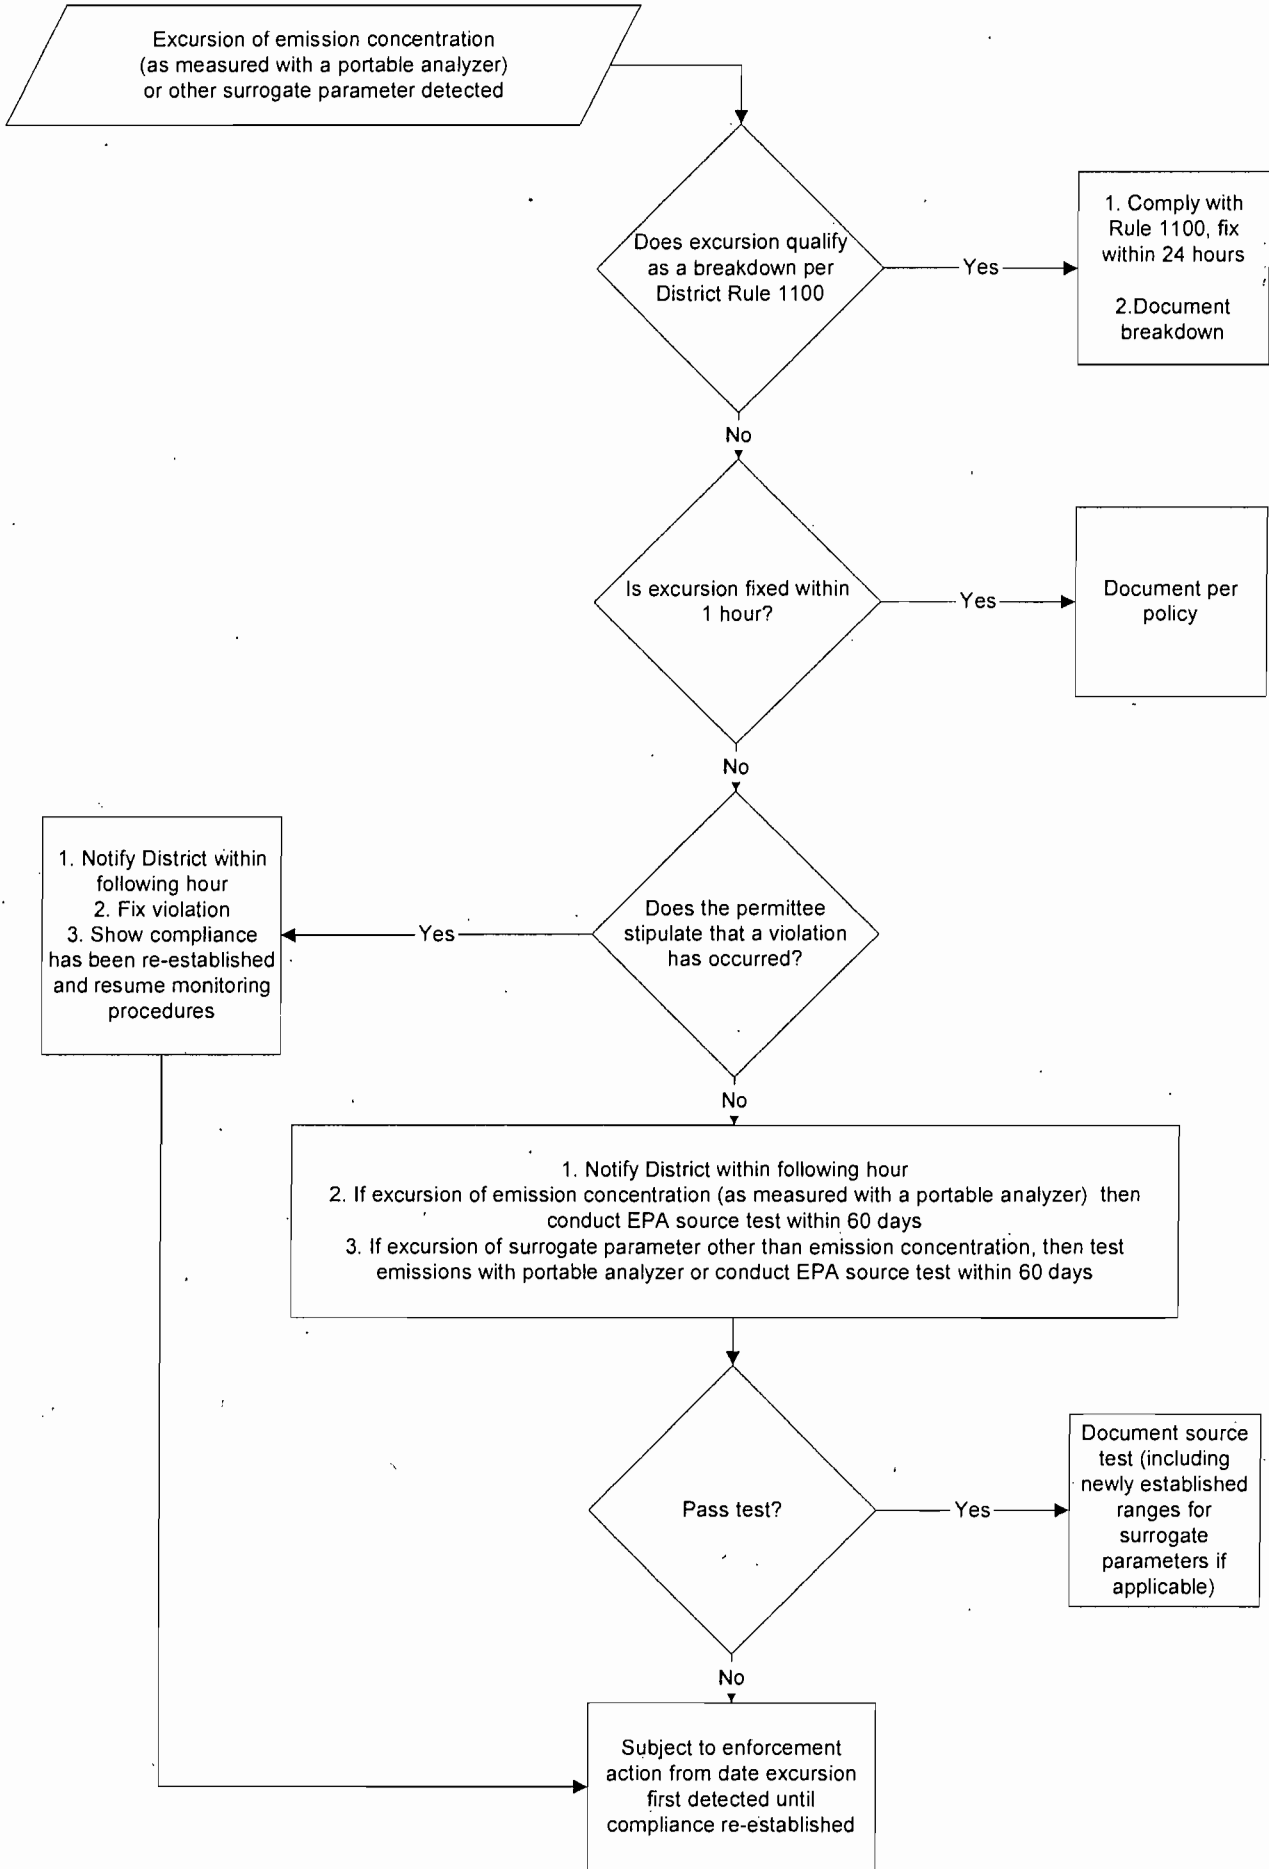 Excursion of emission concentration
(as measured with a portable analyzer)
or other surrogate parameter detected
Does excursion qualify
as a breakdown per
District Rule 1100
Yes
1. Comply with
Rule 1100, fix
within 24 hours
2.Document
breakdown
No
Is excursion fixed within
1 hour?
Yes
Document per
policy
No
Does the permittee
stipulate that a violation
has occurred?
Yes
1. Notify District within
following hour
2. Fix violation
3. Show compliance
has been re-established
and resume monitoring
procedures
No
1. Notify District within following hour
2. If excursion of emission concentration (as measured with a portable analyzer) then
conduct EPA source test within 60 days
3. If excursion of surrogate parameter other than emission concentration, then test
emissions with portable analyzer or conduct EPA source test within 60 days
Pass test?
Yes
Document source
test (including
newly established
ranges for
surrogate
parameters if
applicable)
No
Subject to enforcement
action from date excursion
first detected until
compliance re-established